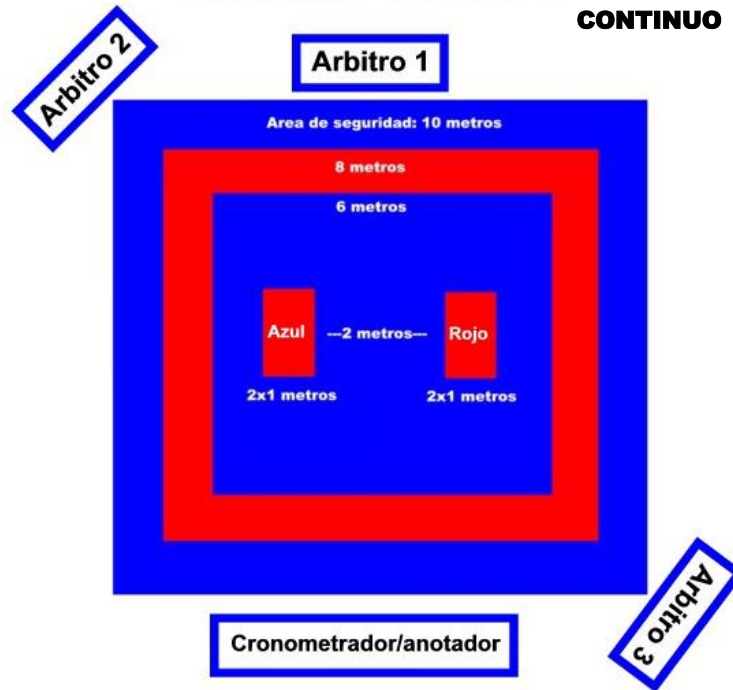 CONTINUO
Arbitro 2
Arbitro 1
Area de seguridad: 10 metros
8 metros
6 metros
Azul
---2 metros---
Rojo
2x1 metros
2x1 metros
Cronometrador/anotador
Arbitro 3